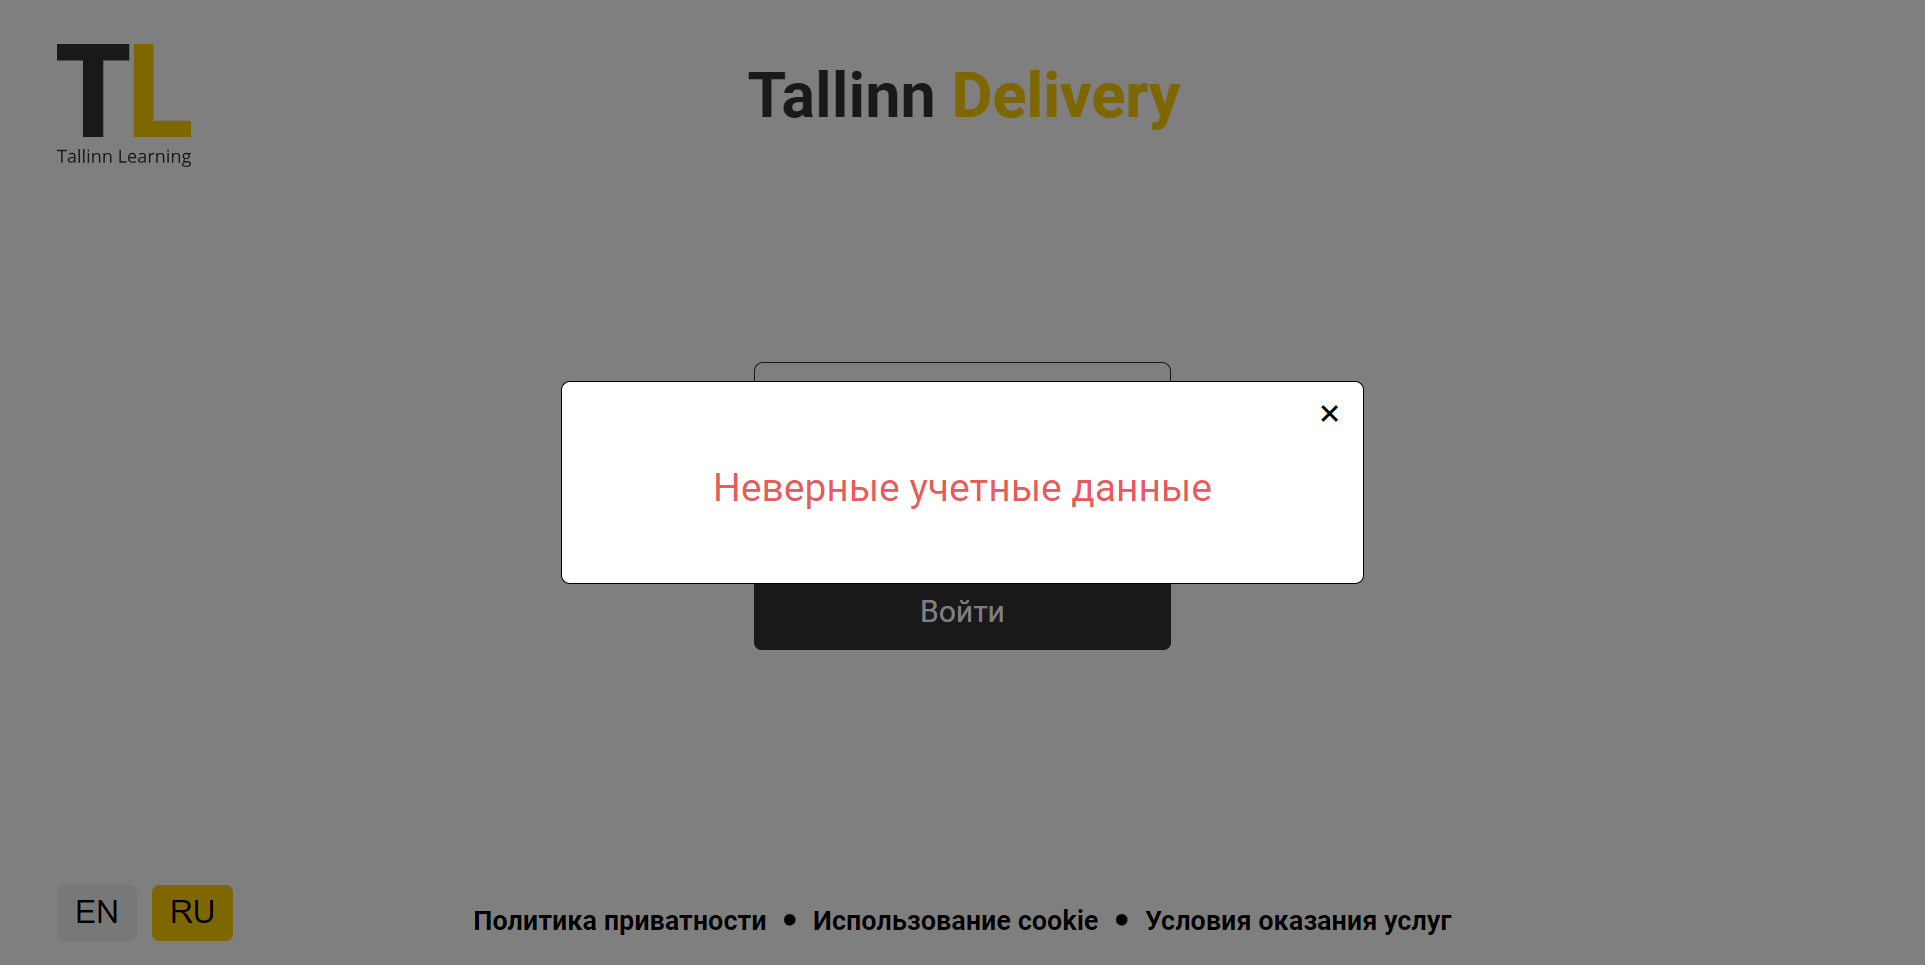 TL
Tallinn Learning
Tallinn Delivery
Неверные учетные данные
Войти
EN RU
Политика приватности • Использование cookie • Условия оказания услуг